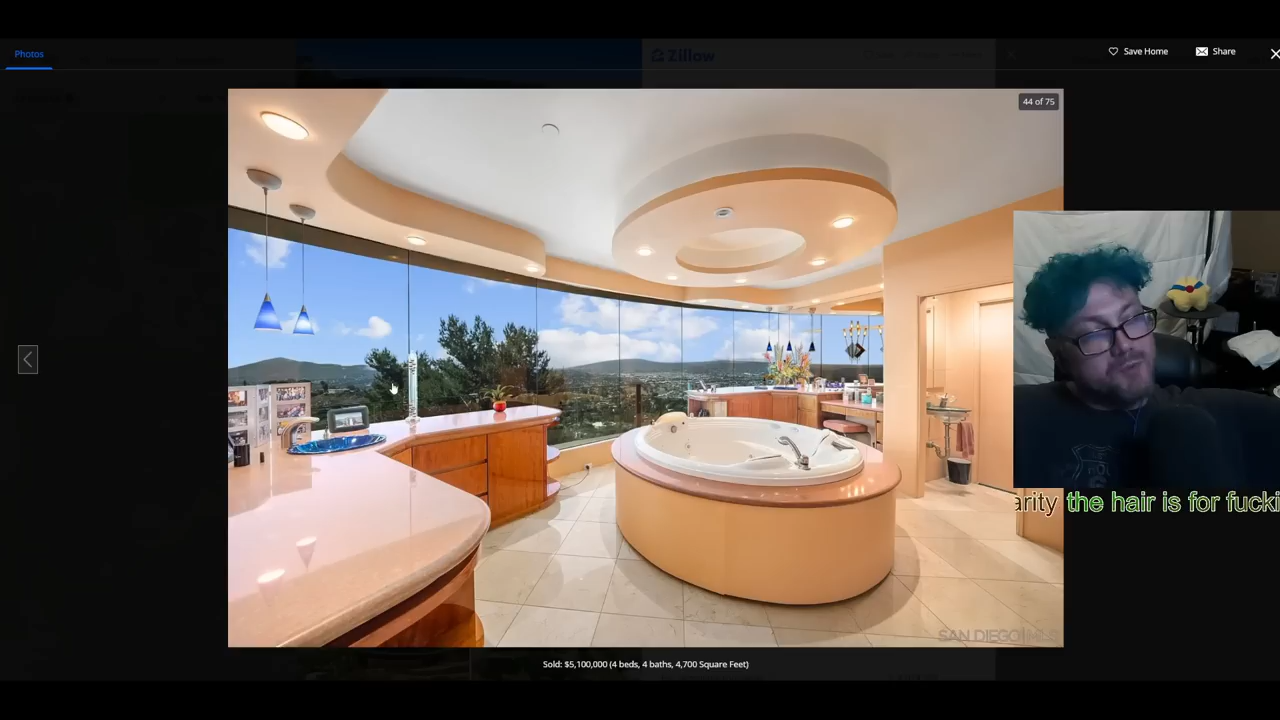 Photos
Zillow
Save Home
Share
44 of 75
arity the hair is for fucki
SAN DIEGO MLS
Sold: $5,100,000 (4 beds, 4 baths, 4,700 Square Feet)